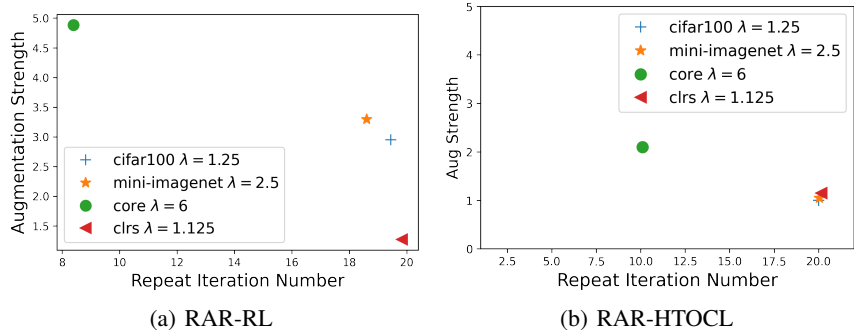 5.0
4.5
4.0
3.5
3.0
2.5
2.0
1.5
Augmentation Strength
cifar100 λ = 1.25
mini-imagenet λ = 2.5
core λ = 6
clrs λ = 1.125
8 10 12 14 16 18 20
Repeat Iteration Number
(a) RAR-RL
5
4
3
2
1
0
Aug Strength
cifar100 λ = 1.25
mini-imagenet λ = 2.5
core λ = 6
clrs λ = 1.125
2.5 5.0 7.5 10.0 12.5 15.0 17.5 20.0
Repeat Iteration Number
(b) RAR-HTOCL